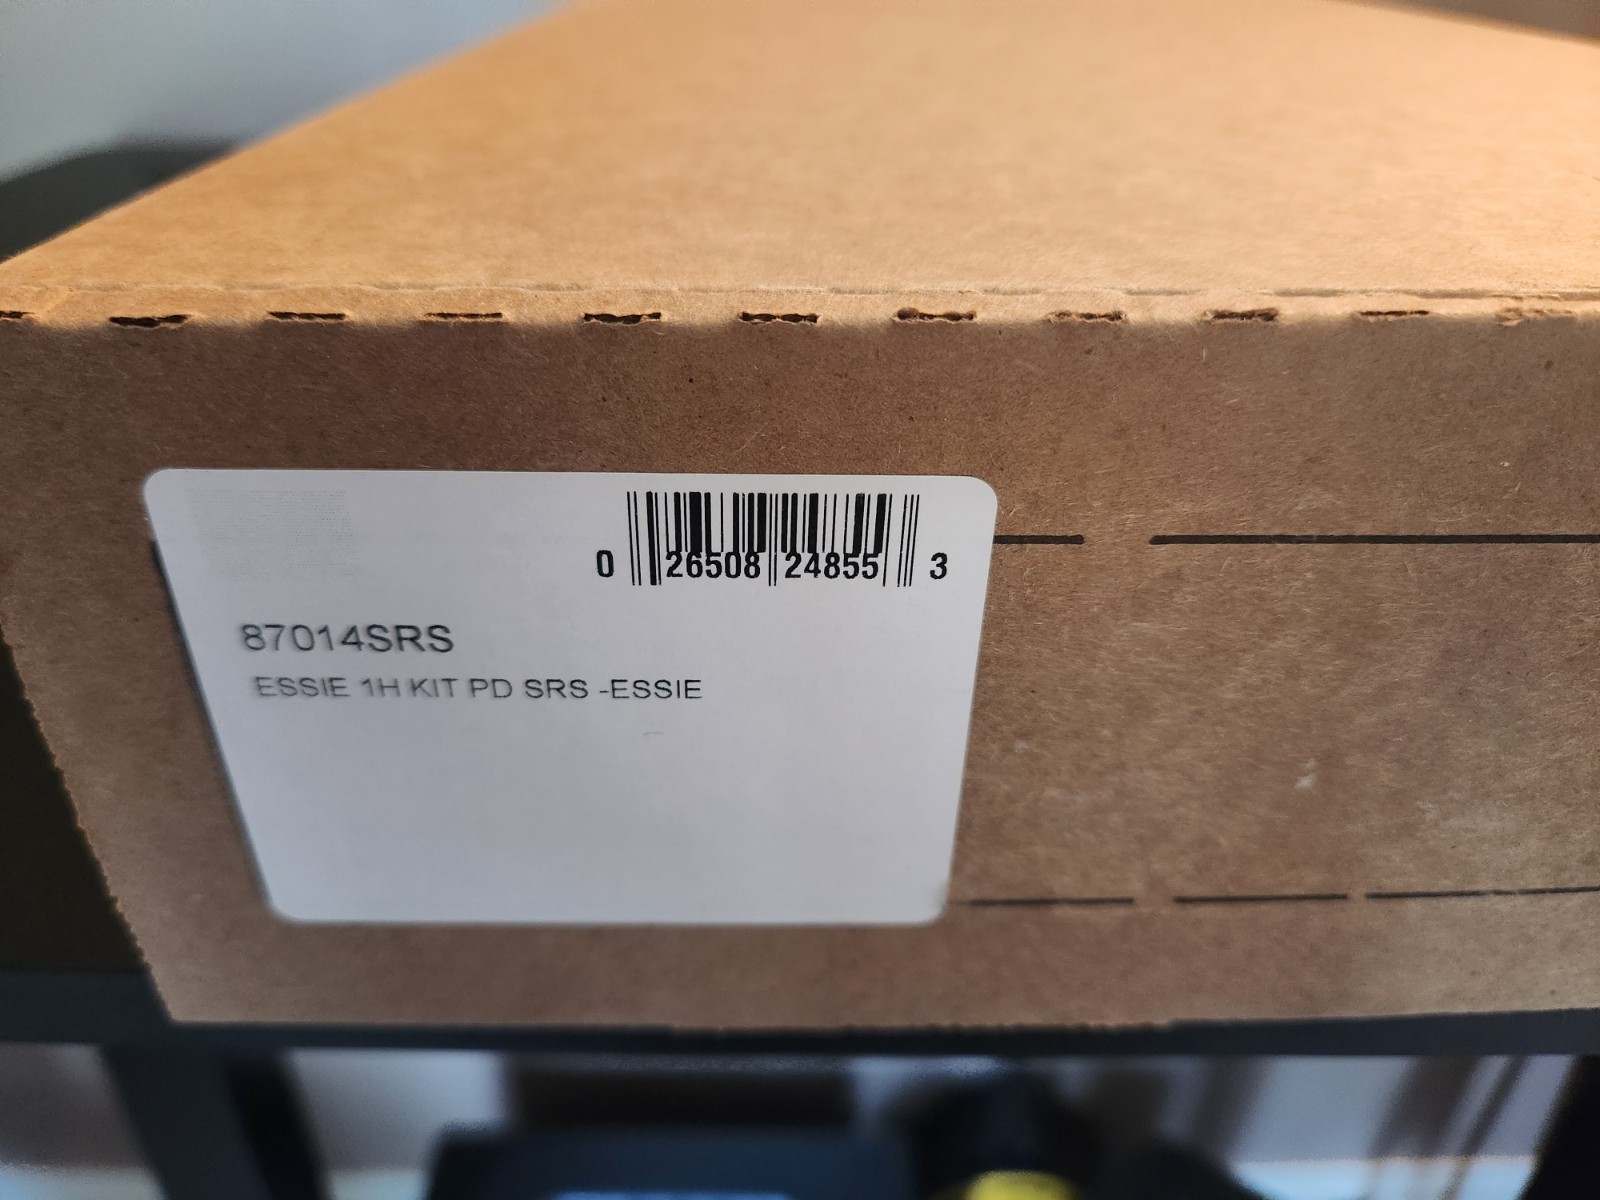 0 26508 24855 3
87014SRS
ESSIE 1H KIT PD SRS -ESSIE